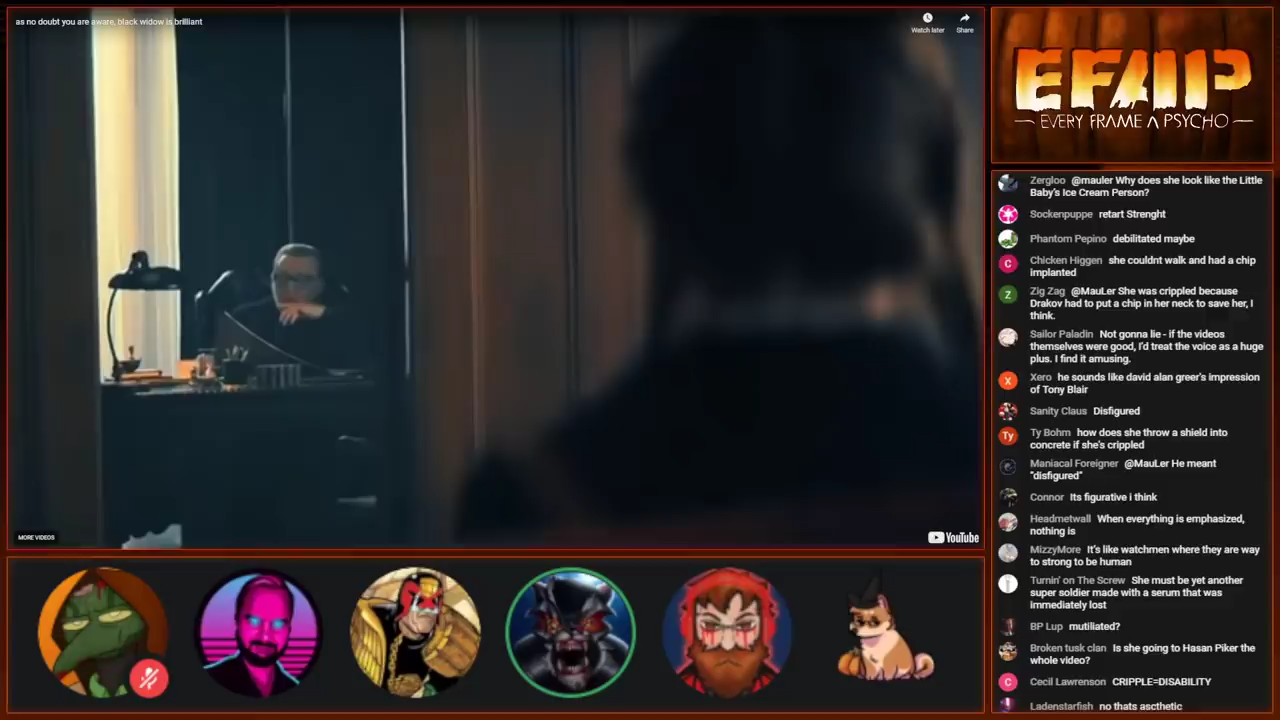 as no doubt you are aware, black widow is brilliant
Watch later
Share
MORE VIDEOS
YouTube
EFAP
EVERY FRAME A PSYCHO
Zergloo @mauler Why does she look like the Little
Baby's Ice Cream Person?
Sockenpuppe retart Strenght
Phantom Pepino debilitated maybe
C
Chicken Higgen she couldnt walk and had a chip
implanted
Z
Zig Zag @MauLer She was crippled because
Drakov had to put a chip in her neck to save her, I
think.
Sailor Paladin Not gonna lie - if the videos
themselves were good, I'd treat the voice as a huge
plus. I find it amusing.
X
Xero he sounds like david alan greer's impression
of Tony Blair
Sanity Claus Disfigured
Ty
Ty Bohm how does she throw a shield into
concrete if she's crippled
Maniacal Foreigner @MauLer He meant
"disfigured"
Connor Its figurative i think
Headmetwall When everything is emphasized,
nothing is
MizzyMore It's like watchmen where they are way
to strong to be human
Turnin' on The Screw She must be yet another
super soldier made with a serum that was
immediately lost
BP Lup mutiliated?
Broken tusk clan Is she going to Hasan Piker the
whole video?
C
Cecil Lawrenson CRIPPLE=DISABILITY
Ladenstarfish no thats ascthetic